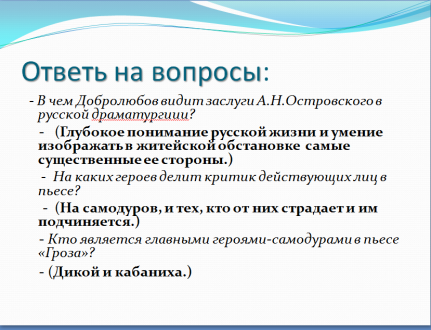 Ответь на вопросы:
- В чем Добролюбов видит заслуги А.Н.Островского в
русской драматургиии?
- (Глубокое понимание русской жизни и умение
изображать в житейской обстановке самые
существенные ее стороны.)
- На каких героев делит критик действующих лиц в
пьесе?
- (На самодуров, и тех, кто от них страдает и им
подчиняется.)
- Кто является главными героями-самодурами в пьесе
«Гроза»?
- (Дикой и кабаниха.)